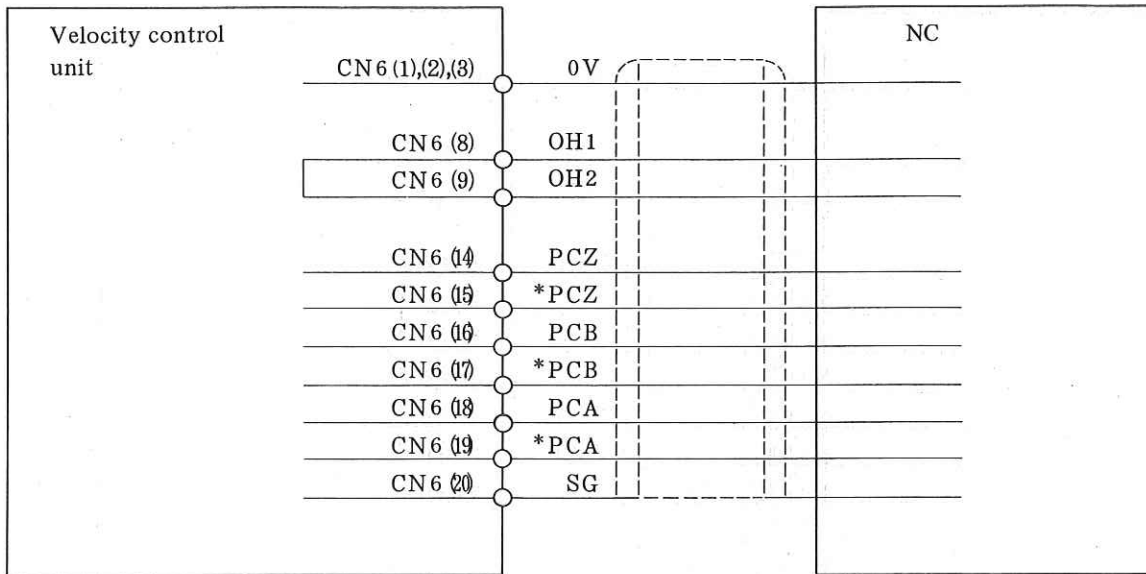 Velocity control
unit
NC
CN6 (1),(2),(3) 0V
CN6 (8) OH1
CN6 (9) OH2
CN6 (14) PCZ
CN6 (15) *PCZ
CN6 (16) PCB
CN6 (17) *PCB
CN6 (18) PCA
CN6 (19) *PCA
CN6 (20) SG